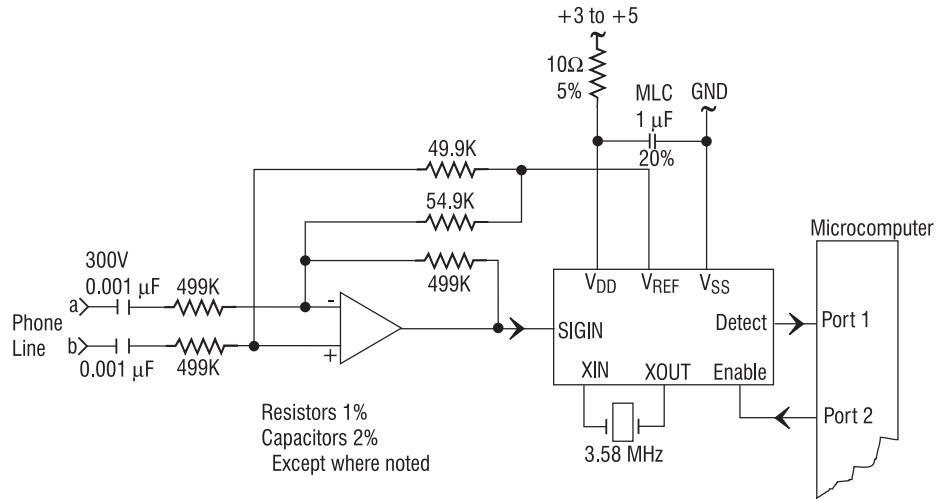 +3 to +5
10Ω
5%
MLC
1 µF
20%
GND
49.9K
54.9K
499K
Microcomputer
300V
0.001 µF
499K
a
Phone
Line
b
0.001 µF
499K
-
+
VDD
VREF
VSS
SIGIN
Detect
Port 1
XIN
XOUT
Enable
Port 2
3.58 MHz
Resistors 1%
Capacitors 2%
Except where noted